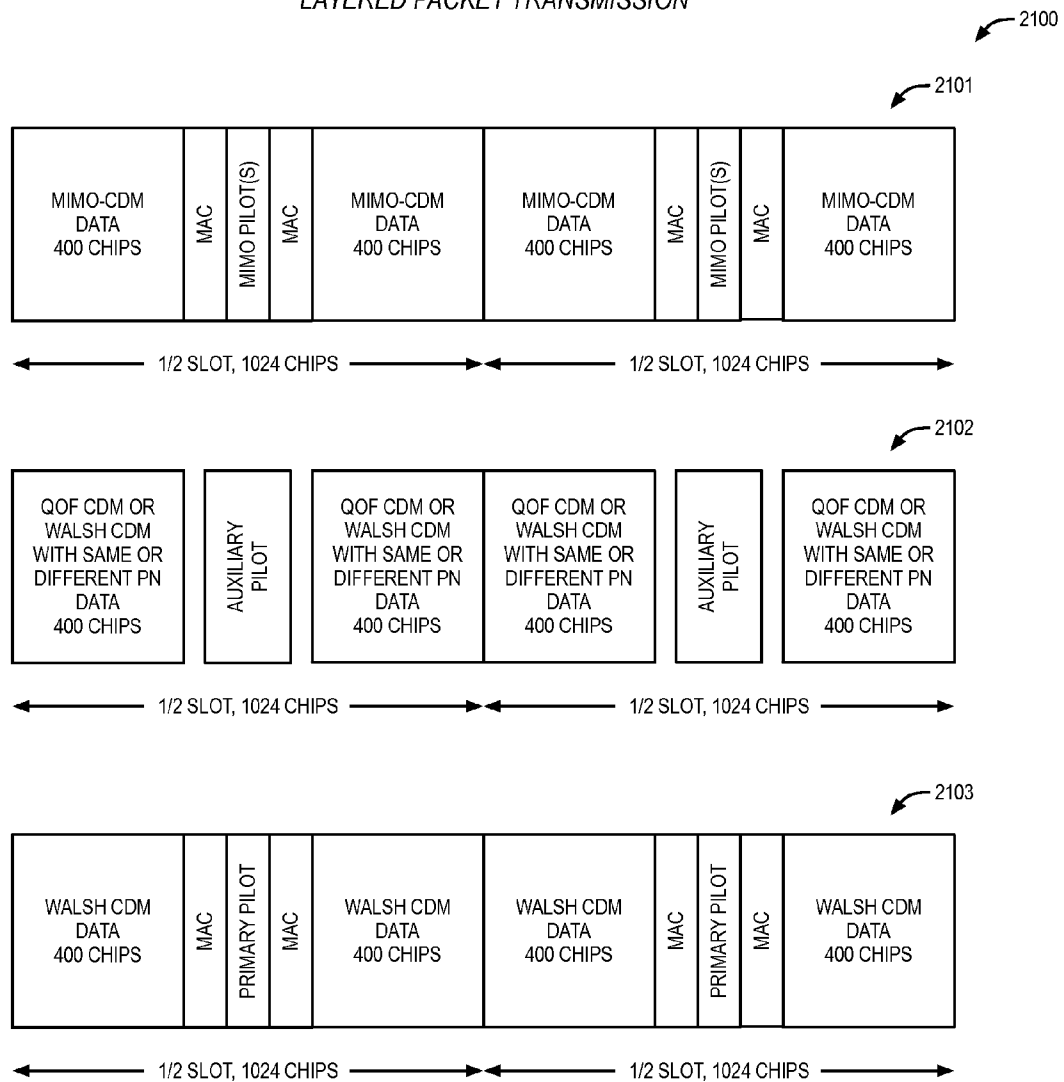 LAYERED PACKET TRANSMISSION
2100
2101
MIMO-CDM
DATA
400 CHIPS
MAC
MIMO PILOT(S)
MAC
MIMO-CDM
DATA
400 CHIPS
MIMO-CDM
DATA
400 CHIPS
MAC
MIMO PILOT(S)
MAC
MIMO-CDM
DATA
400 CHIPS
1/2 SLOT, 1024 CHIPS
1/2 SLOT, 1024 CHIPS
2102
QOF CDM OR
WALSH CDM
WITH SAME OR
DIFFERENT PN
DATA
400 CHIPS
AUXILIARY
PILOT
QOF CDM OR
WALSH CDM
WITH SAME OR
DIFFERENT PN
DATA
400 CHIPS
QOF CDM OR
WALSH CDM
WITH SAME OR
DIFFERENT PN
DATA
400 CHIPS
AUXILIARY
PILOT
QOF CDM OR
WALSH CDM
WITH SAME OR
DIFFERENT PN
DATA
400 CHIPS
1/2 SLOT, 1024 CHIPS
1/2 SLOT, 1024 CHIPS
2103
WALSH CDM
DATA
400 CHIPS
MAC
PRIMARY PILOT
MAC
WALSH CDM
DATA
400 CHIPS
WALSH CDM
DATA
400 CHIPS
MAC
PRIMARY PILOT
MAC
WALSH CDM
DATA
400 CHIPS
1/2 SLOT, 1024 CHIPS
1/2 SLOT, 1024 CHIPS